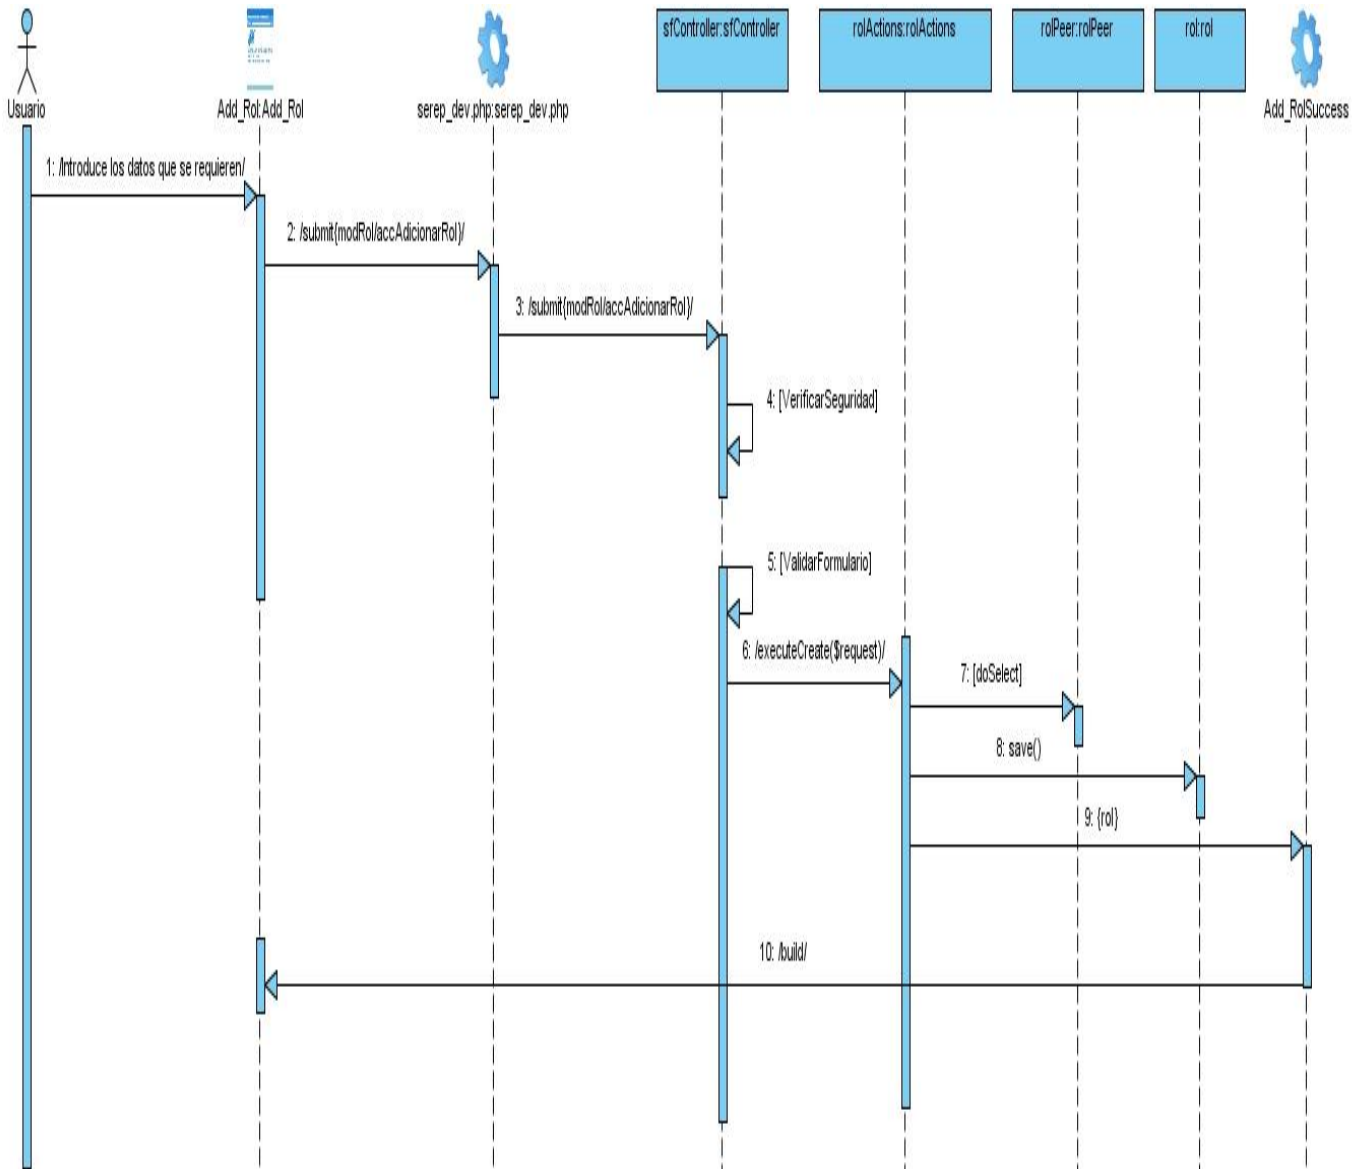 sfController:sfController
rolActions:rolActions
rolPeer:rolPeer
rol:rol
Usuario
Add_Rol:Add_Rol
serep_dev.php:serep_dev.php
Add_RolSuccess
1: /Introduce los datos que se requieren/
2: /submit{modRol/accAdicionarRol}/
3: /submit{modRol/accAdicionarRol}/
4: [VerificarSeguridad]
5: [ValidarFormulario]
6: /executeCreate($request)/
7: [doSelect]
8: save()
9: {rol}
10: /build/